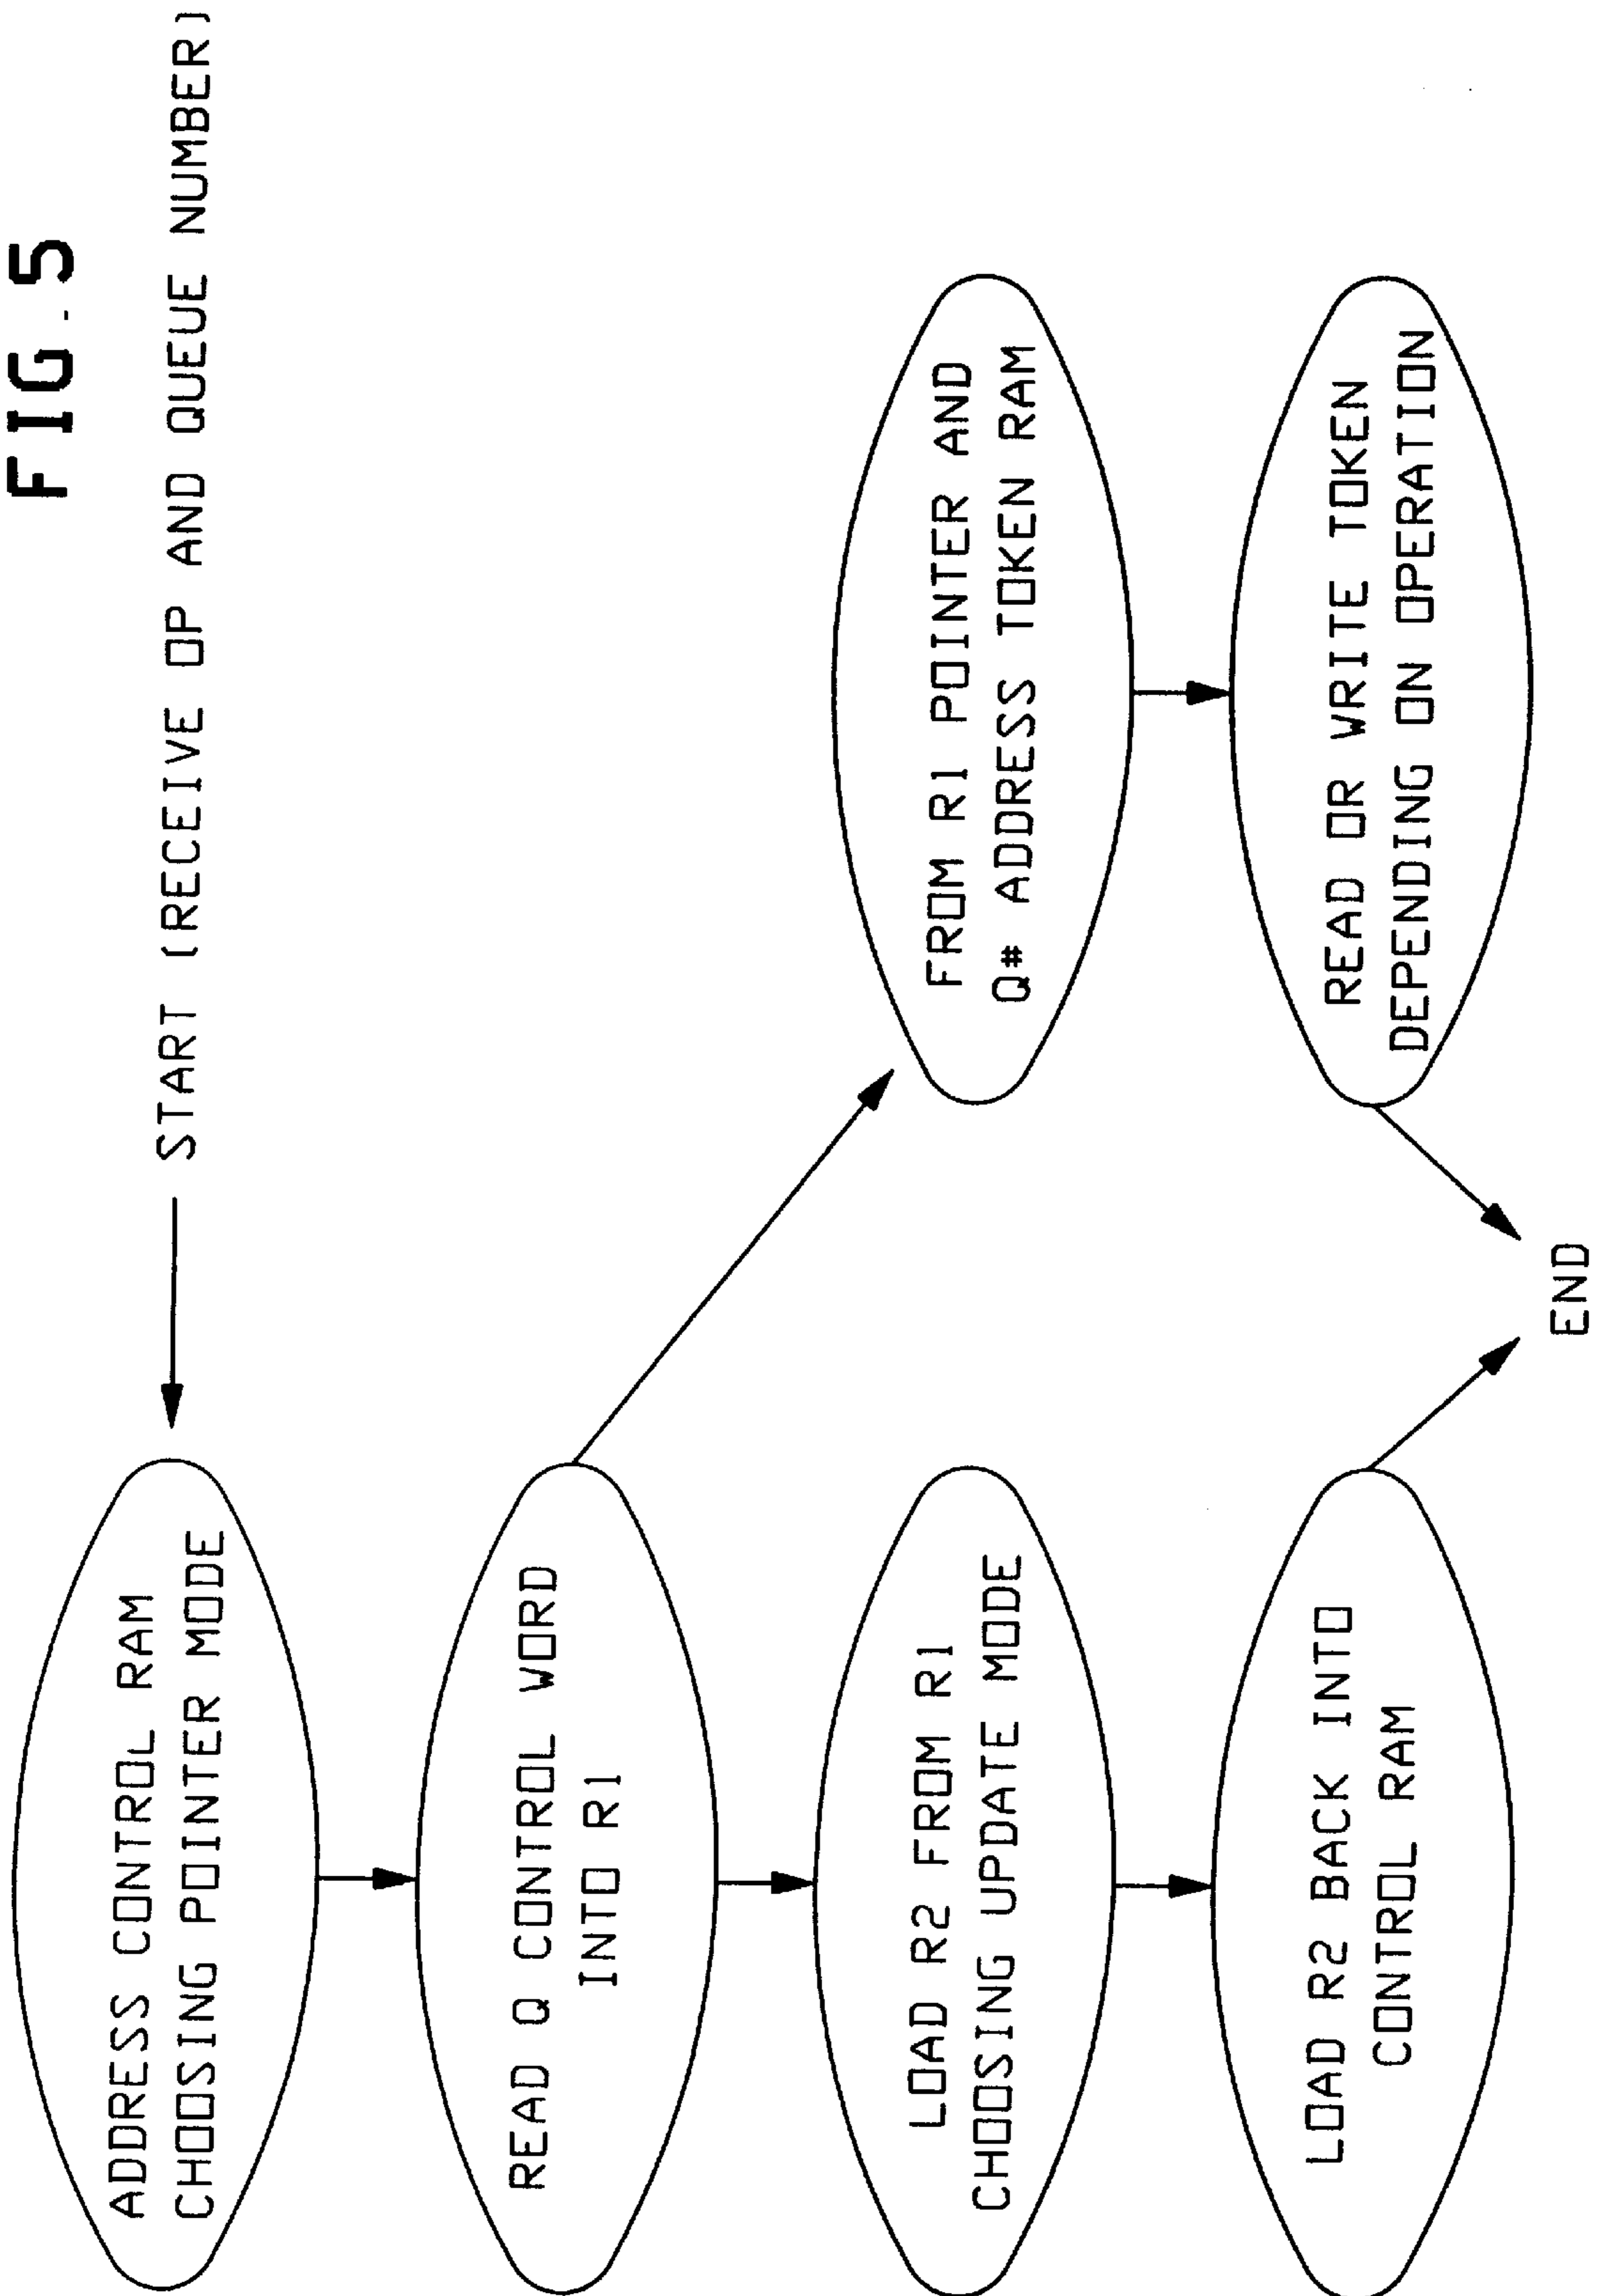 FIG. 5
START (RECEIVE OP AND QUEUE NUMBER)
ADDRESS CONTROL RAM
CHOOSING POINTER MODE
READ Q CONTROL WORD
INTO R1
LOAD R2 FROM R1
CHOOSING UPDATE MODE
LOAD R2 BACK INTO
CONTROL RAM
FROM R1 POINTER AND
Q# ADDRESS TOKEN RAM
READ OR WRITE TOKEN
DEPENDING ON OPERATION
END